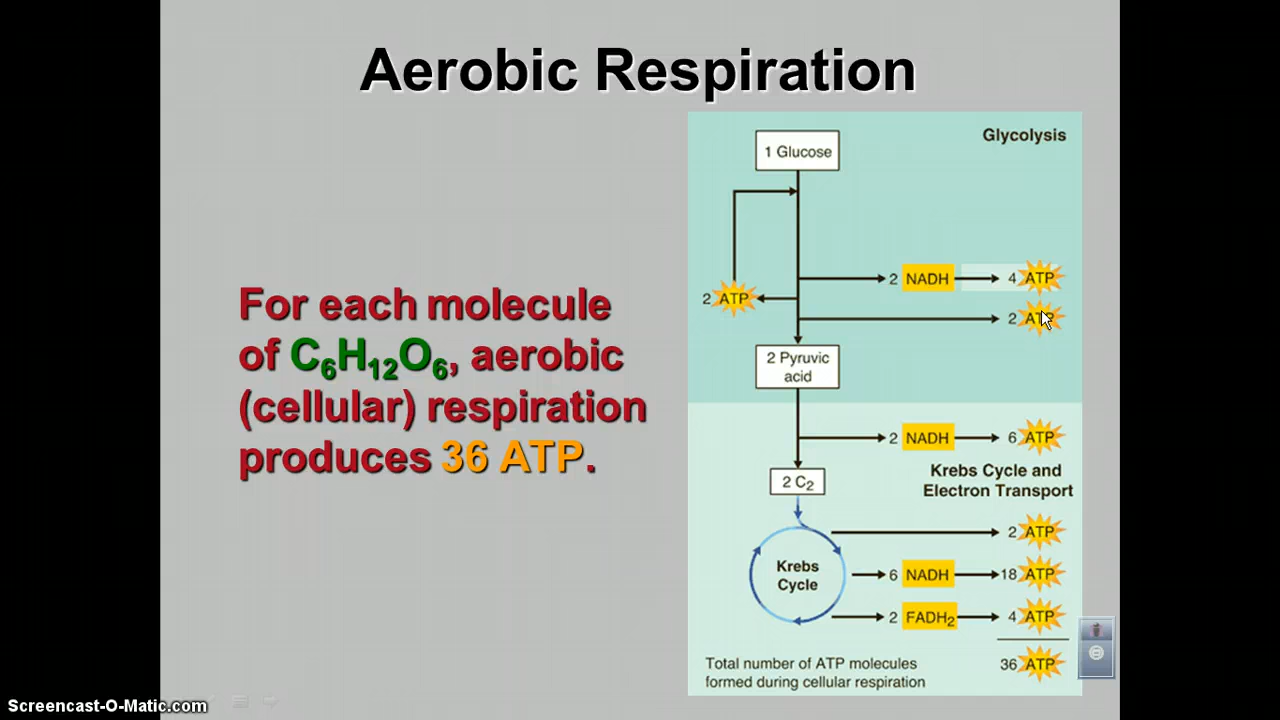 Aerobic Respiration
For each molecule
of C₆H₁₂O₆, aerobic
(cellular) respiration
produces 36 ATP.
Glycolysis
1 Glucose
2 NADH 4 ATP
2 ATP
2 ATP
2 Pyruvic
acid
2 NADH 6 ATP
Krebs Cycle and
Electron Transport
2 C₂
2 ATP
Krebs
Cycle
6 NADH 18 ATP
2 FADH₂ 4 ATP
Total number of ATP molecules
formed during cellular respiration
36 ATP
Screencast-O-Matic.com